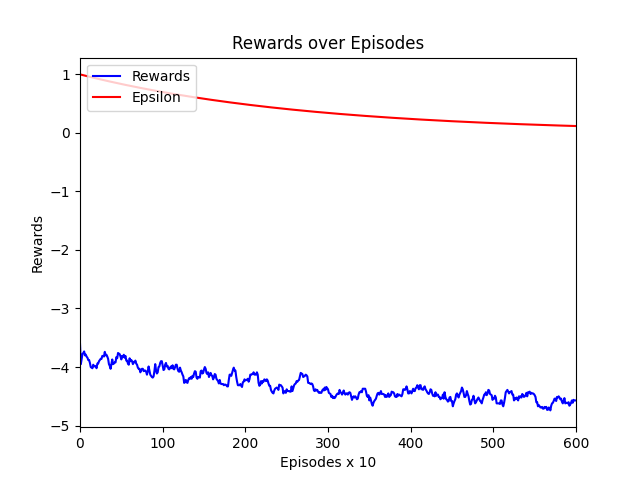 Rewards over Episodes
Rewards
Epsilon
1
0
−1
−2
−3
−4
−5
Rewards
0 100 200 300 400 500 600
Episodes x 10